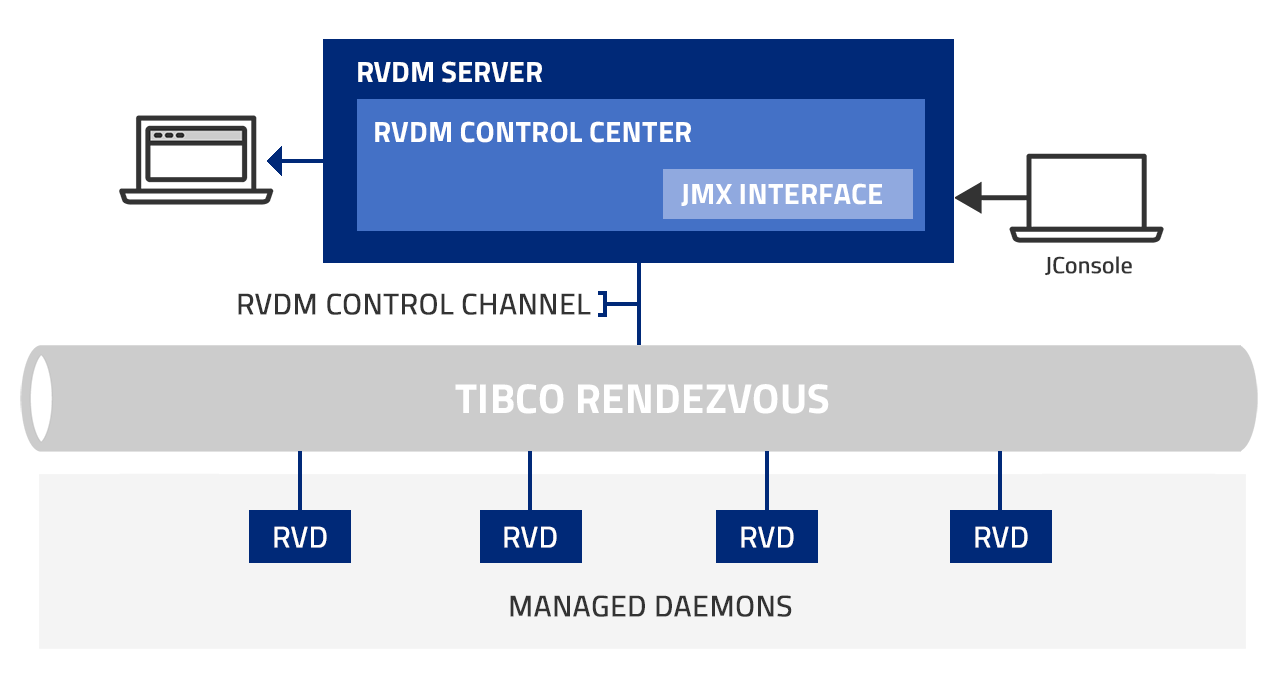 RVDM SERVER
RVDM CONTROL CENTER
JMX INTERFACE
JConsole
RVDM CONTROL CHANNEL
TIBCO RENDEZVOUS
RVD RVD RVD RVD
MANAGED DAEMONS